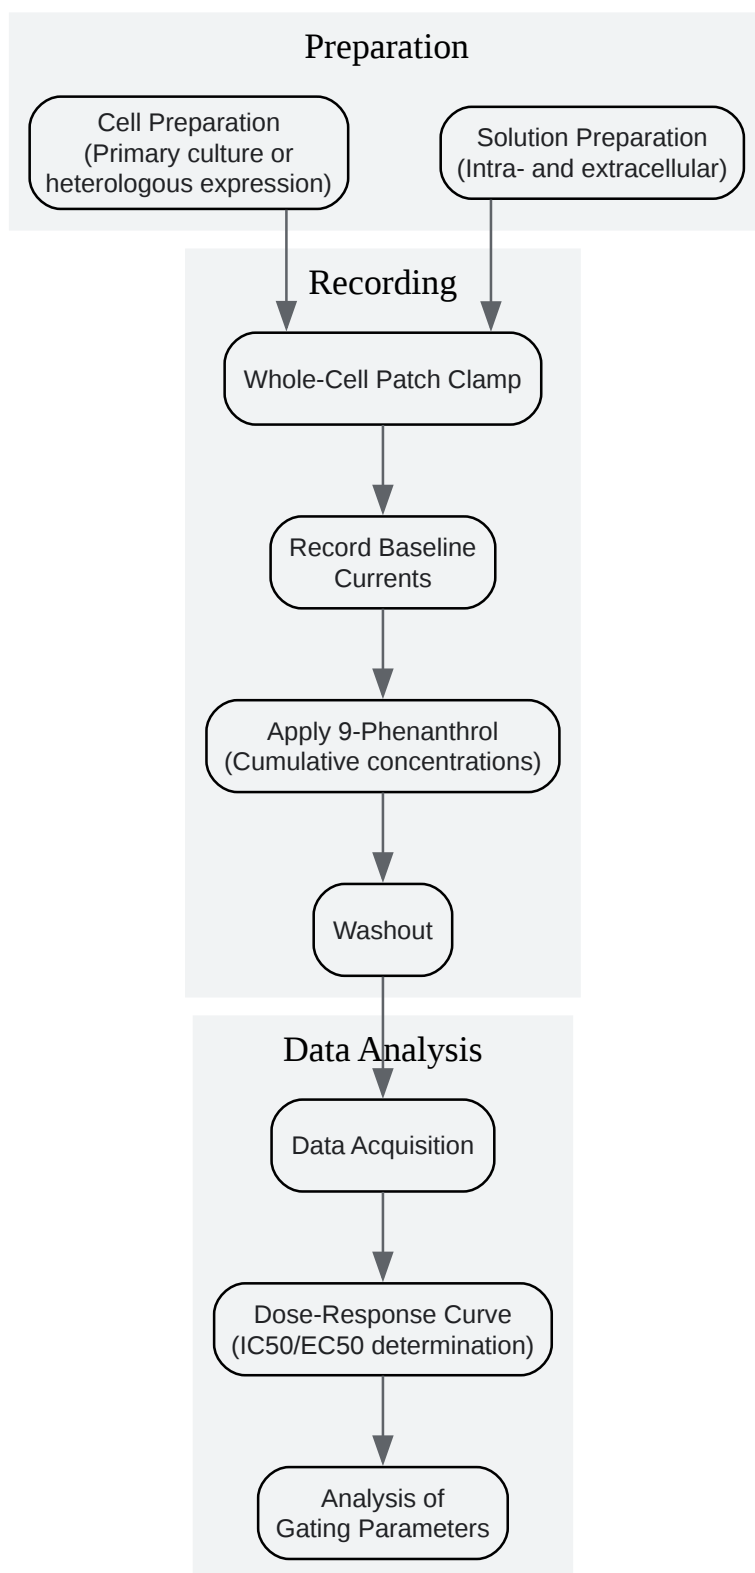 Preparation
Cell Preparation
(Primary culture or
heterologous expression)
Solution Preparation
(Intra- and extracellular)
Recording
Whole-Cell Patch Clamp
Record Baseline
Currents
Apply 9-Phenanthrol
(Cumulative concentrations)
Washout
Data Analysis
Data Acquisition
Dose-Response Curve
(IC50/EC50 determination)
Analysis of
Gating Parameters